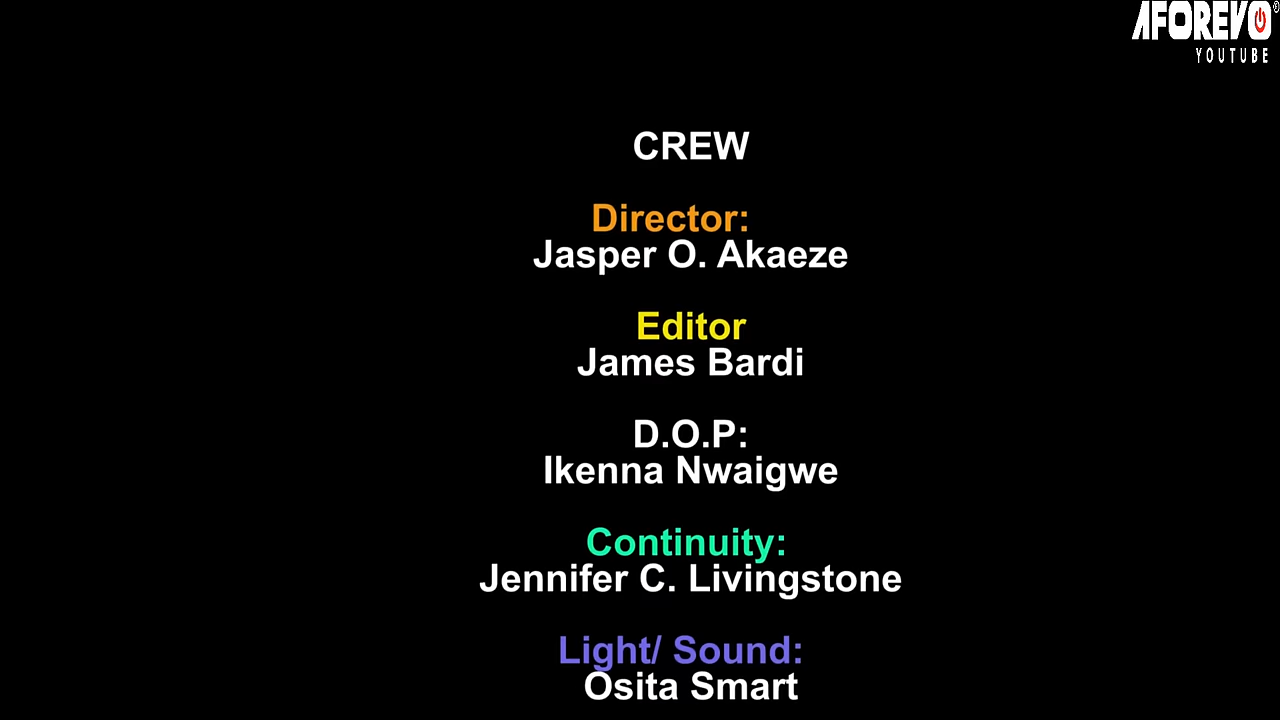 AFOREVO®
YOUTUBE
CREW
Director:
Jasper O. Akaeze
Editor
James Bardi
D.O.P:
Ikenna Nwaigwe
Continuity:
Jennifer C. Livingstone
Light/ Sound:
Osita Smart